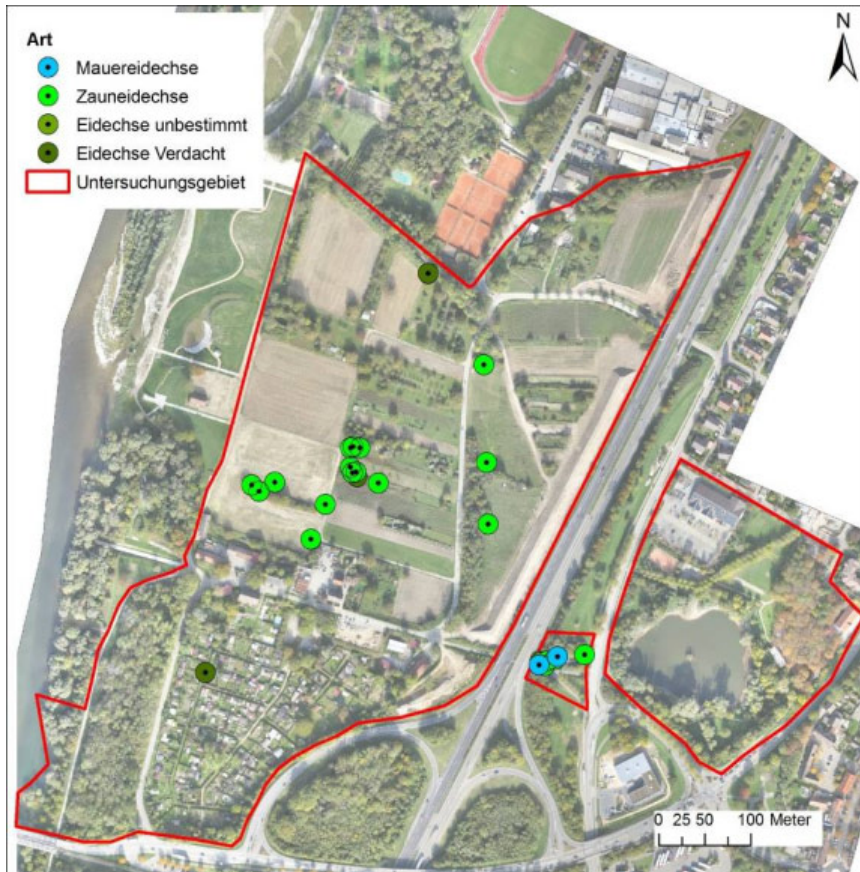 Art
Mauereidechse
Zauneidechse
Eidechse unbestimmt
Eidechse Verdacht
Untersuchungsgebiet
N
0 25 50 100 Meter